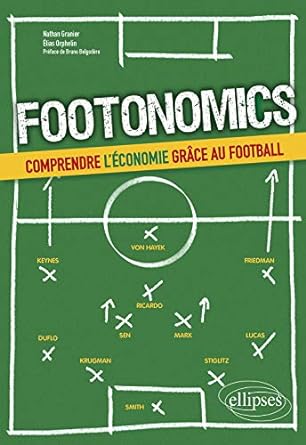 Nathan Granier
Élias Orphelin
Préface de Bruno Belgodère
FOOTONOMICS
COMPRENDRE L'ÉCONOMIE GRÂCE AU FOOTBALL
VON HAYEK
KEYNES
FRIEDMAN
RICARDO
SEN
MARX
DUFLO
LUCAS
KRUGMAN
STIGLITZ
SMITH
ellipses